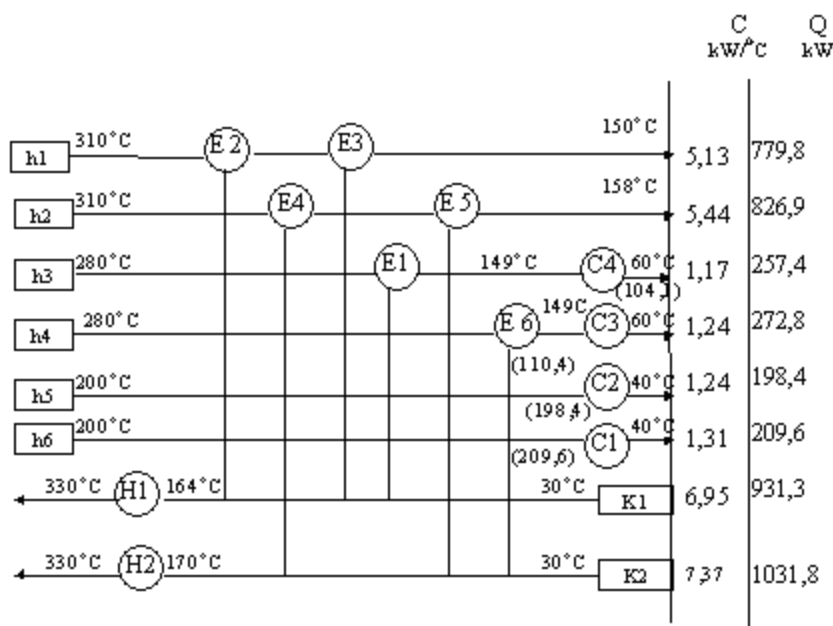 C Q
kW/°C kW
h1 310°C E 2 E3 150°C 5,13 779,8
h2 310°C E4 E 5 158°C 5,44 826,9
h3 280°C E1 149°C C4 60°C 1,17 257,4
(104,1)
h4 280°C E 6 149C C3 60°C 1,24 272,8
(110,4)
h5 200°C C2 40°C 1,24 198,4
(198,4)
h6 200°C C1 40°C 1,31 209,6
(209,6)
330°C H1 164°C 30°C K1 6,95 931,3
330°C H2 170°C 30°C K2 7,37 1031,8